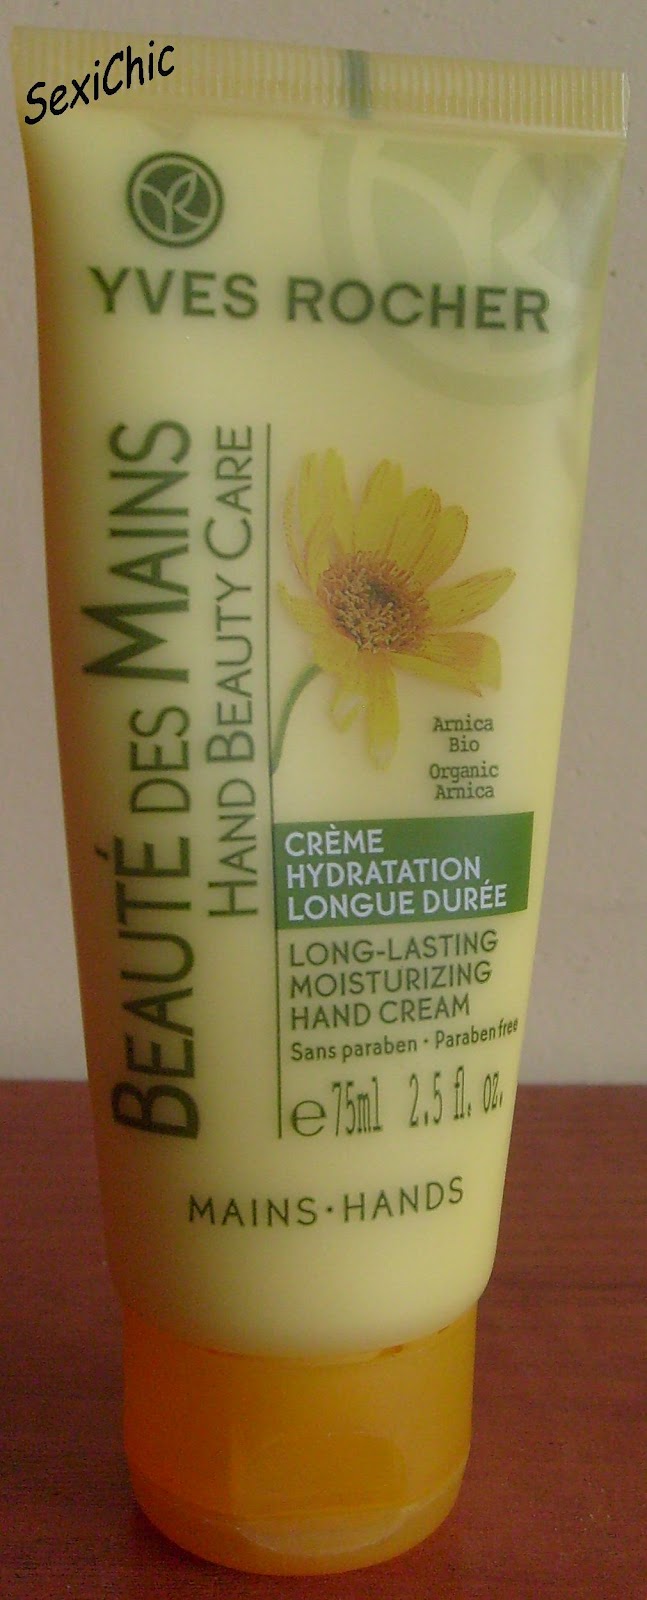 SexiChic
YVES ROCHER
BEAUTÉ DES MAINS
HAND BEAUTY CARE
Arnica
Bio
Organic
Arnica
CRÈME
HYDRATATION
LONGUE DURÉE
LONG-LASTING
MOISTURIZING
HAND CREAM
Sans paraben · Paraben free
℮ 75ml 2.5 fl. oz.
MAINS · HANDS